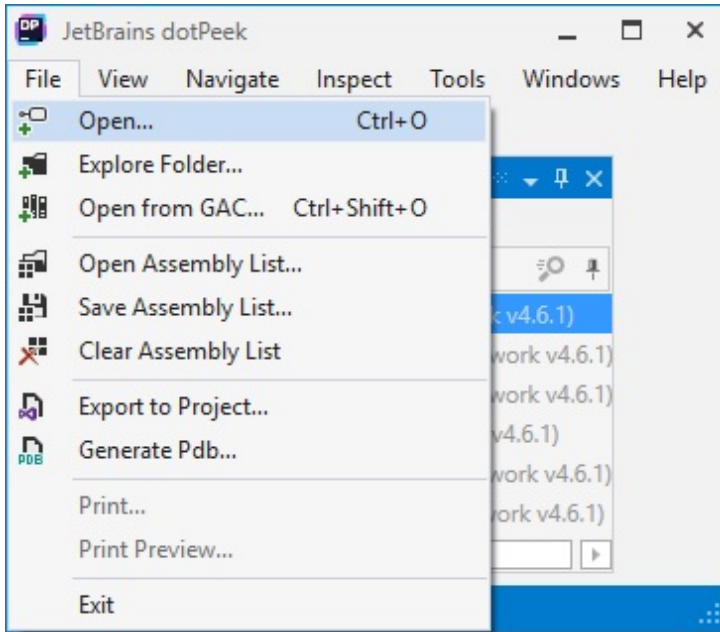 DP
JetBrains dotPeek
File View Navigate Inspect Tools Windows Help
Open... Ctrl+O
Explore Folder...
Open from GAC... Ctrl+Shift+O
Open Assembly List...
Save Assembly List...
k v4.6.1)
Clear Assembly List
work v4.6.1)
work v4.6.1)
Export to Project...
v4.6.1)
PDB Generate Pdb...
work v4.6.1)
Print...
ork v4.6.1)
Print Preview...
Exit